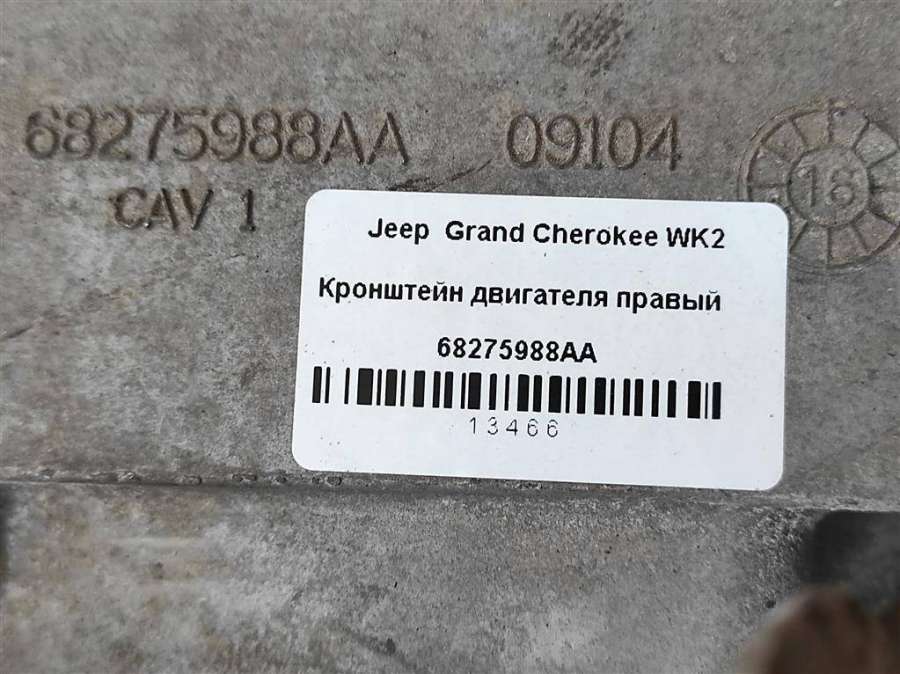 68275988AA 09104
CAV 1
16
Jeep Grand Cherokee WK2
Кронштейн двигателя правый
68275988AA
13466